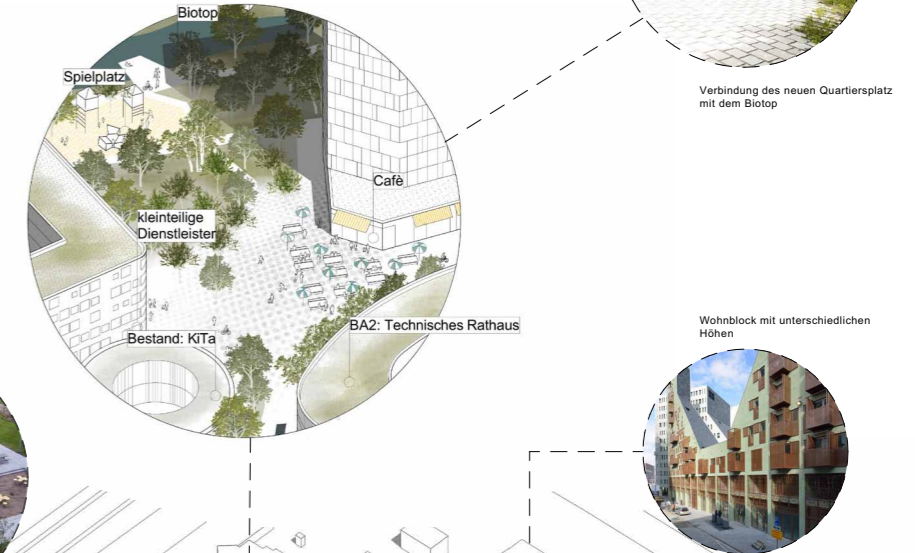 Biotop
Spielplatz
Cafè
kleinteilige
Dienstleister
Bestand: KiTa
BA2: Technisches Rathaus
Verbindung des neuen Quartiersplatz
mit dem Biotop
Wohnblock mit unterschiedlichen
Höhen